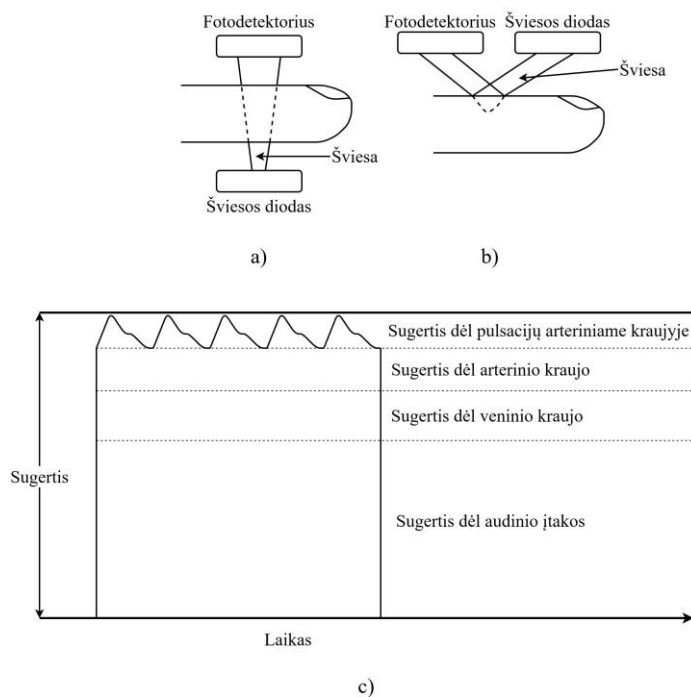 Fotodetektorius
Šviesa
Šviesos diodas
a)
Fotodetektorius
Šviesos diodas
Šviesa
b)
Sugertis
Sugertis dėl pulsacijų arteriniame kraujyje
Sugertis dėl arterinio kraujo
Sugertis dėl veninio kraujo
Sugertis dėl audinio įtakos
Laikas
c)